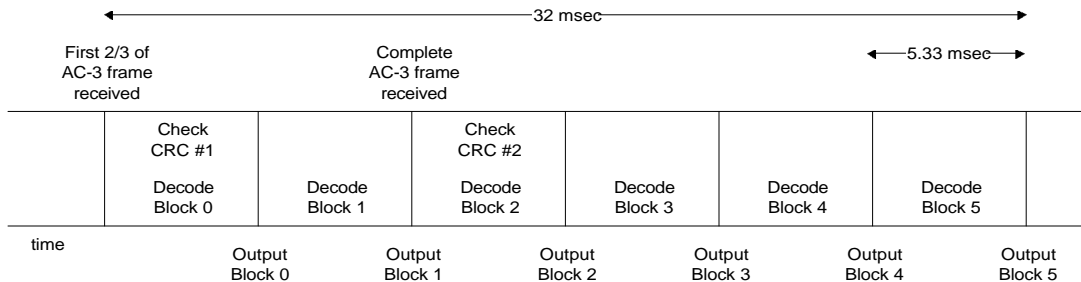 32 msec
First 2/3 of
AC-3 frame
received
Complete
AC-3 frame
received
5.33 msec
Check
CRC #1
Decode
Block 0
Decode
Block 1
Check
CRC #2
Decode
Block 2
Decode
Block 3
Decode
Block 4
Decode
Block 5
time
Output
Block 0
Output
Block 1
Output
Block 2
Output
Block 3
Output
Block 4
Output
Block 5